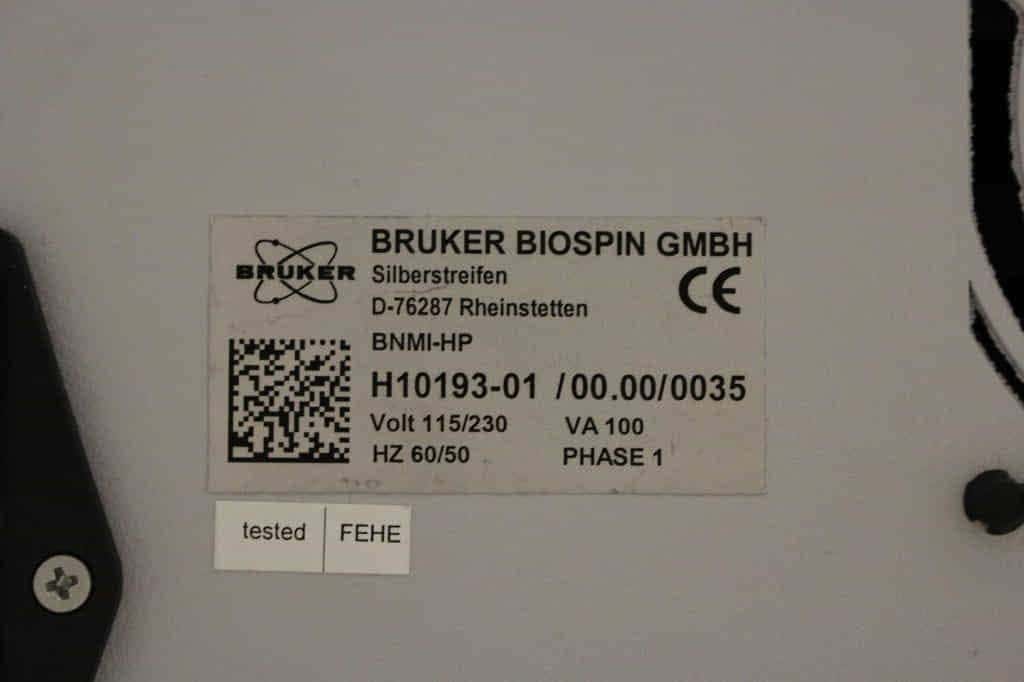 BRUKER
BRUKER BIOSPIN GMBH
Silberstreifen
D-76287 Rheinstetten
CE
BNMI-HP
H10193-01 /00.00/0035
Volt 115/230 VA 100
HZ 60/50 PHASE 1
tested FEHE